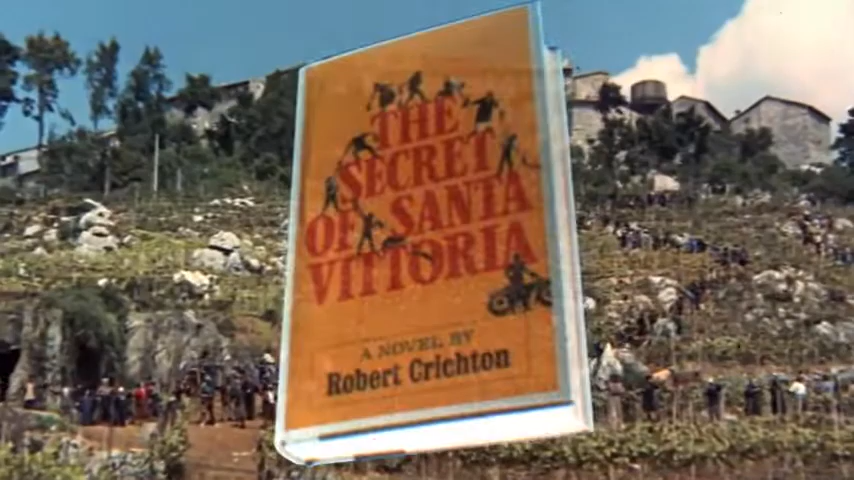 THE
SECRET
OF SANTA
VITTORIA
A NOVEL BY
Robert Crichton